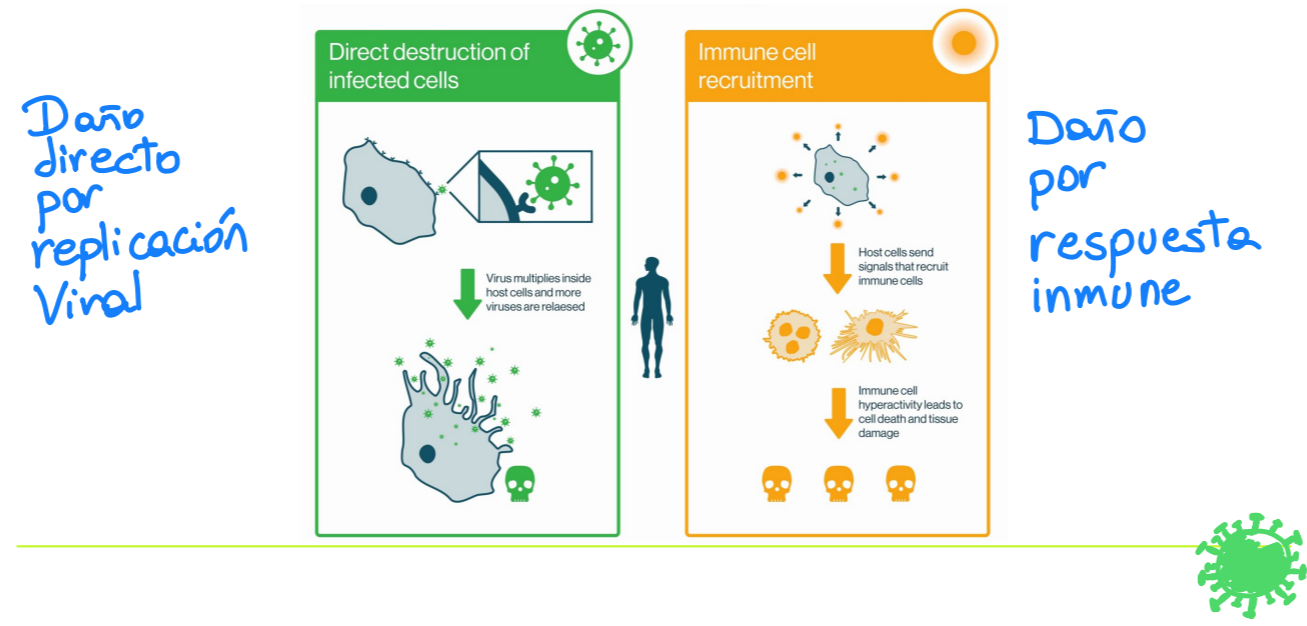 Daño
directo
por
replicación
Viral
Direct destruction of
infected cells
Virus multiplies inside
host cells and more
viruses are relaesed
Immune cell
recruitment
Host cells send
signals that recruit
immune cells
Immune cell
hyperactivity leads to
cell death and tissue
damage
Daño
por
respuesta
inmune